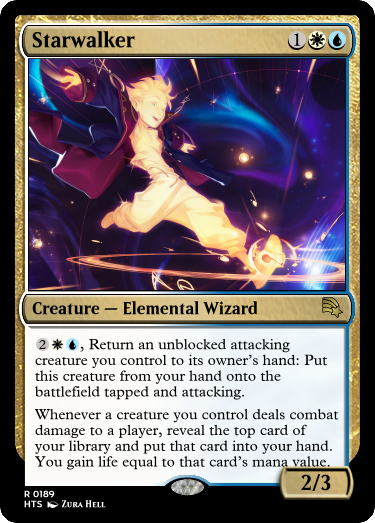 Starwalker 1
Creature — Elemental Wizard
2, Return an unblocked attacking
creature you control to its owner's hand: Put
this creature from your hand onto the
battlefield tapped and attacking.
Whenever a creature you control deals combat
damage to a player, reveal the top card of
your library and put that card into your hand.
You gain life equal to that card's mana value.
2/3
R 0189
HTS Zura Hell